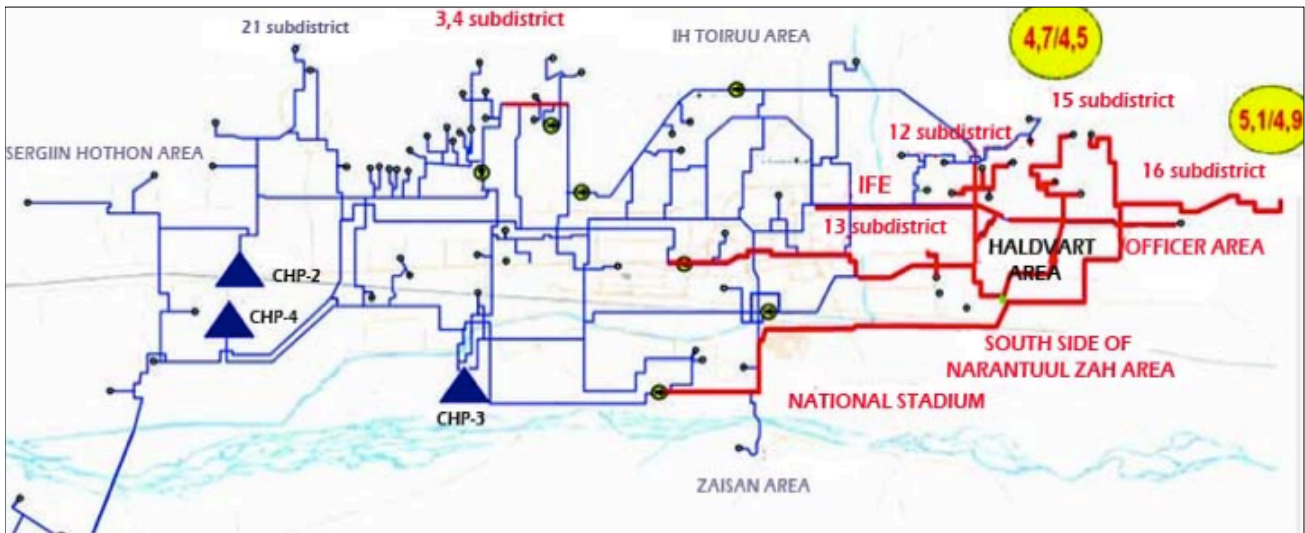 3,4 subdistrict
21 subdistrict
IH TOIRUU AREA
4,7/4,5
15 subdistrict
5,1/4,9
12 subdistrict
SERGIIN HOTHON AREA
16 subdistrict
IFE
13 subdistrict
HALDVART
AREA
OFFICER AREA
CHP-2
CHP-4
SOUTH SIDE OF
NARANTUUL ZAH AREA
NATIONAL STADIUM
CHP-3
ZAISAN AREA